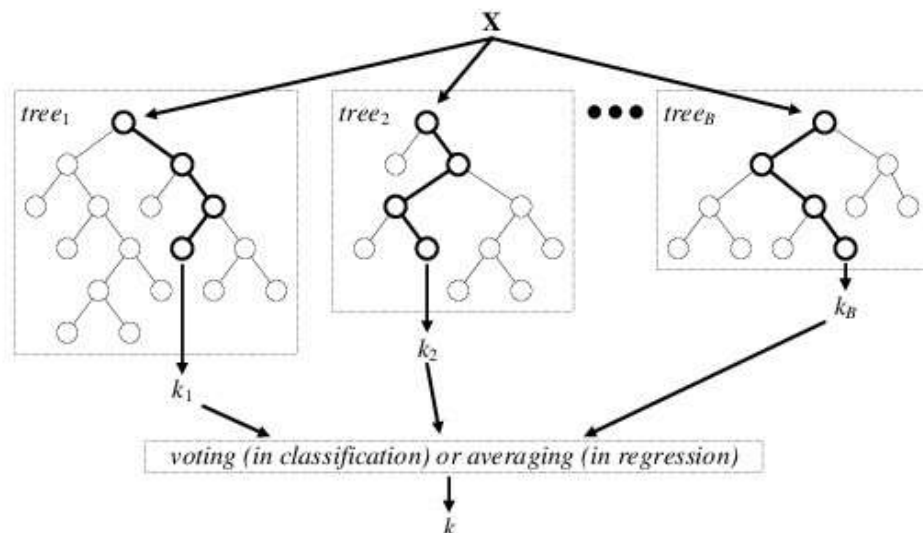 X
tree₁
tree₂
tree_B
k_B
k₂
k₁
voting (in classification) or averaging (in regression)
k